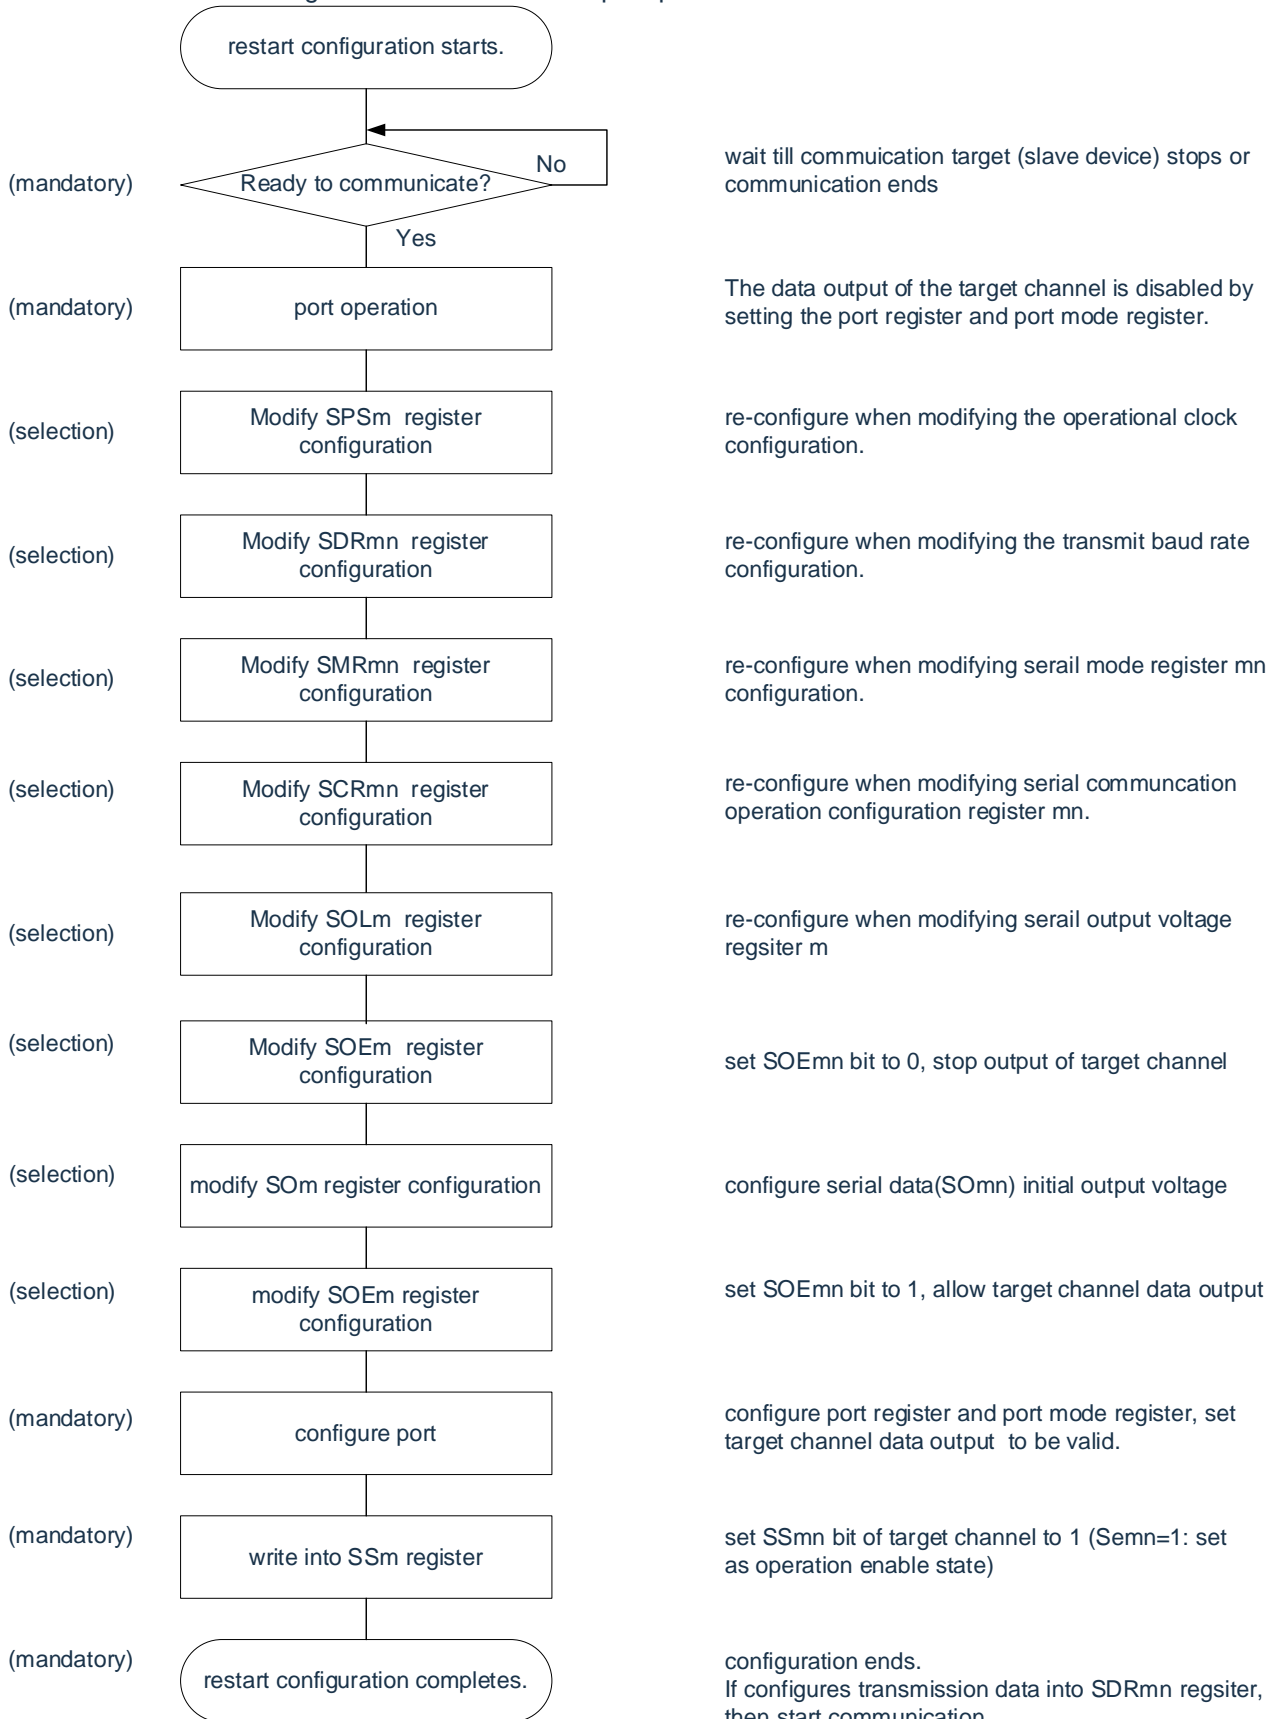 restart configuration starts.
No
(mandatory)
Ready to communicate?
wait till commuication target (slave device) stops or
communication ends
Yes
(mandatory)
port operation
The data output of the target channel is disabled by
setting the port register and port mode register.
(selection)
Modify SPSm register
configuration
re-configure when modifying the operational clock
configuration.
(selection)
Modify SDRmn register
configuration
re-configure when modifying the transmit baud rate
configuration.
(selection)
Modify SMRmn register
configuration
re-configure when modifying serail mode register mn
configuration.
(selection)
Modify SCRmn register
configuration
re-configure when modifying serial communcation
operation configuration register mn.
(selection)
Modify SOLm register
configuration
re-configure when modifying serail output voltage
regsiter m
(selection)
Modify SOEm register
configuration
set SOEmn bit to 0, stop output of target channel
(selection)
modify SOm register configuration
configure serial data(SOmn) initial output voltage
(selection)
modify SOEm register
configuration
set SOEmn bit to 1, allow target channel data output
(mandatory)
configure port
configure port register and port mode register, set
target channel data output to be valid.
(mandatory)
write into SSm register
set SSmn bit of target channel to 1 (Semn=1: set
as operation enable state)
(mandatory)
restart configuration completes.
configuration ends.
If configures transmission data into SDRmn regsiter,
then start communication